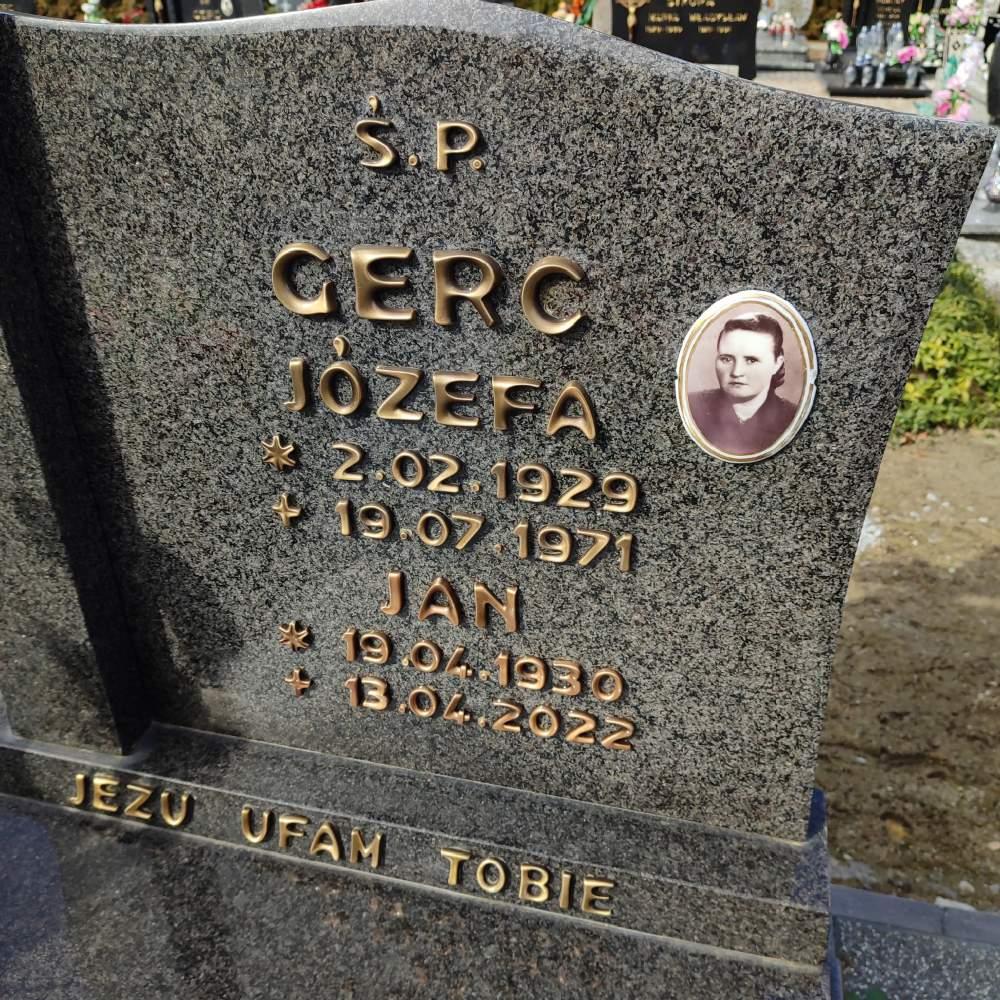 Ś.P.
GERC
JÓZEFA
* 2.02.1929
+ 19.07.1971
JAN
* 19.04.1930
+ 13.04.2022
JEZU UFAM TOBIE